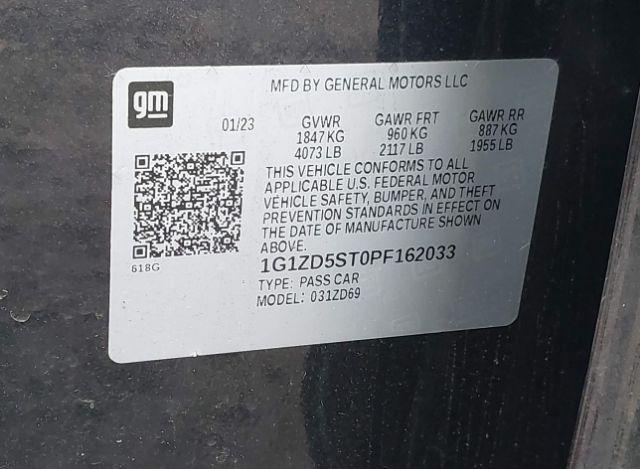 MFD BY GENERAL MOTORS LLC
gm
01/23 GVWR GAWR FRT GAWR RR
1847 KG 960 KG 887 KG
4073 LB 2117 LB 1955 LB
THIS VEHICLE CONFORMS TO ALL
APPLICABLE U.S. FEDERAL MOTOR
VEHICLE SAFETY, BUMPER, AND THEFT
PREVENTION STANDARDS IN EFFECT ON
THE DATE OF MANUFACTURE SHOWN
ABOVE.
618G
1G1ZD5ST0PF162033
TYPE: PASS CAR
MODEL: 031ZD69